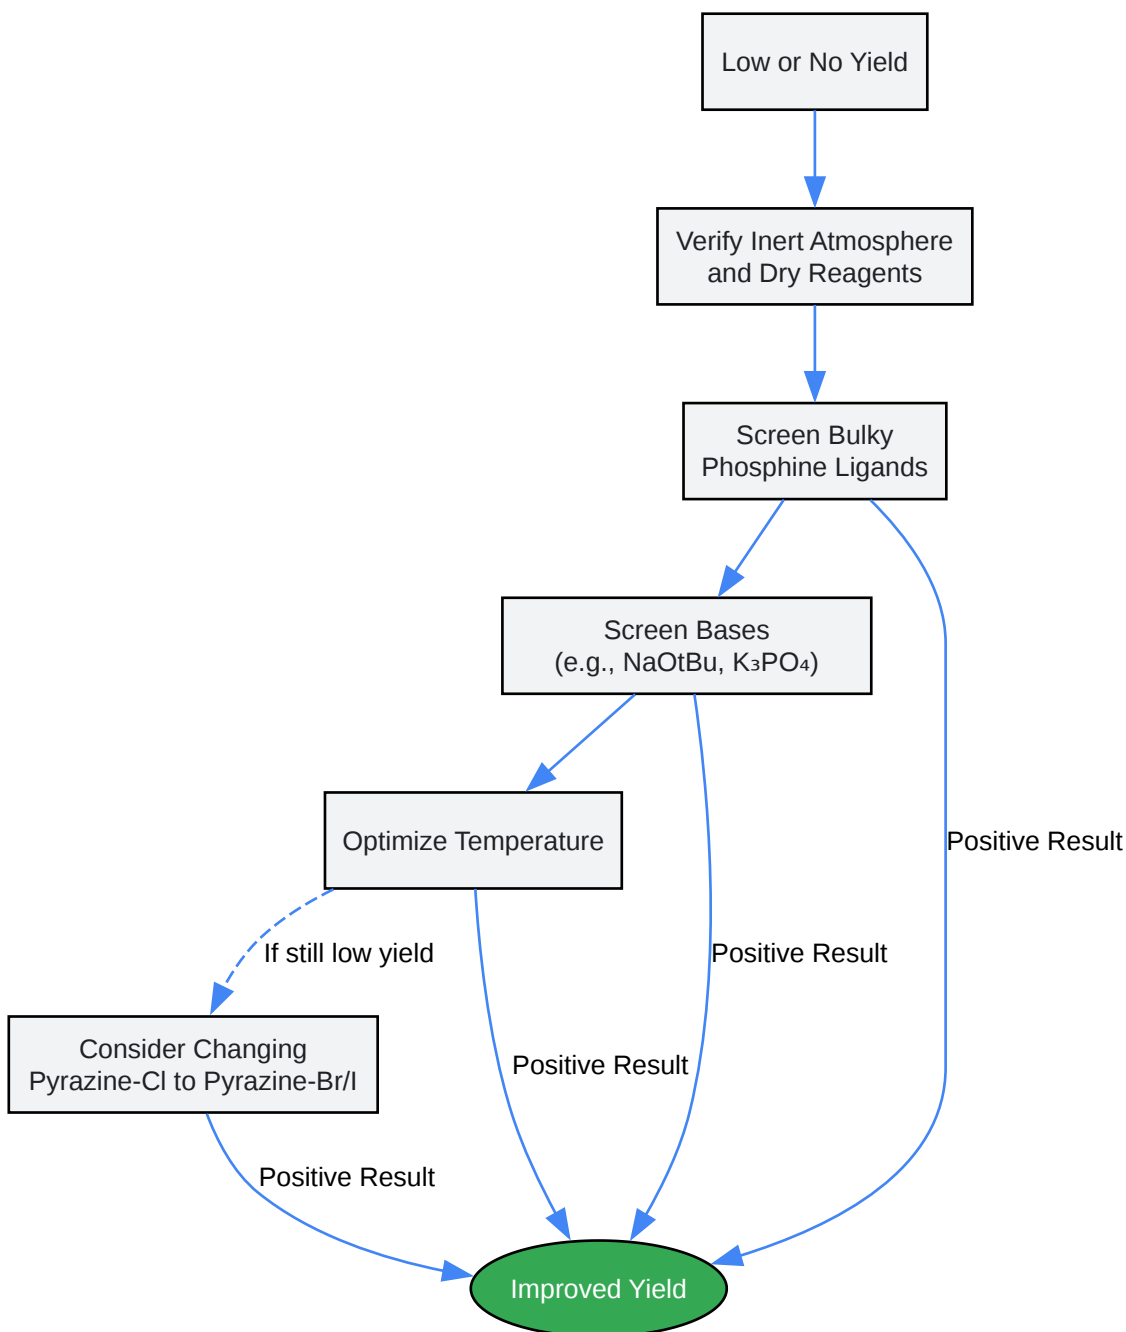 Low or No Yield
Verify Inert Atmosphere
and Dry Reagents
Screen Bulky
Phosphine Ligands
Screen Bases
(e.g., NaOtBu, K₃PO₄)
Optimize Temperature
Positive Result
If still low yield
Positive Result
Consider Changing
Pyrazine-Cl to Pyrazine-Br/I
Positive Result
Positive Result
Improved Yield